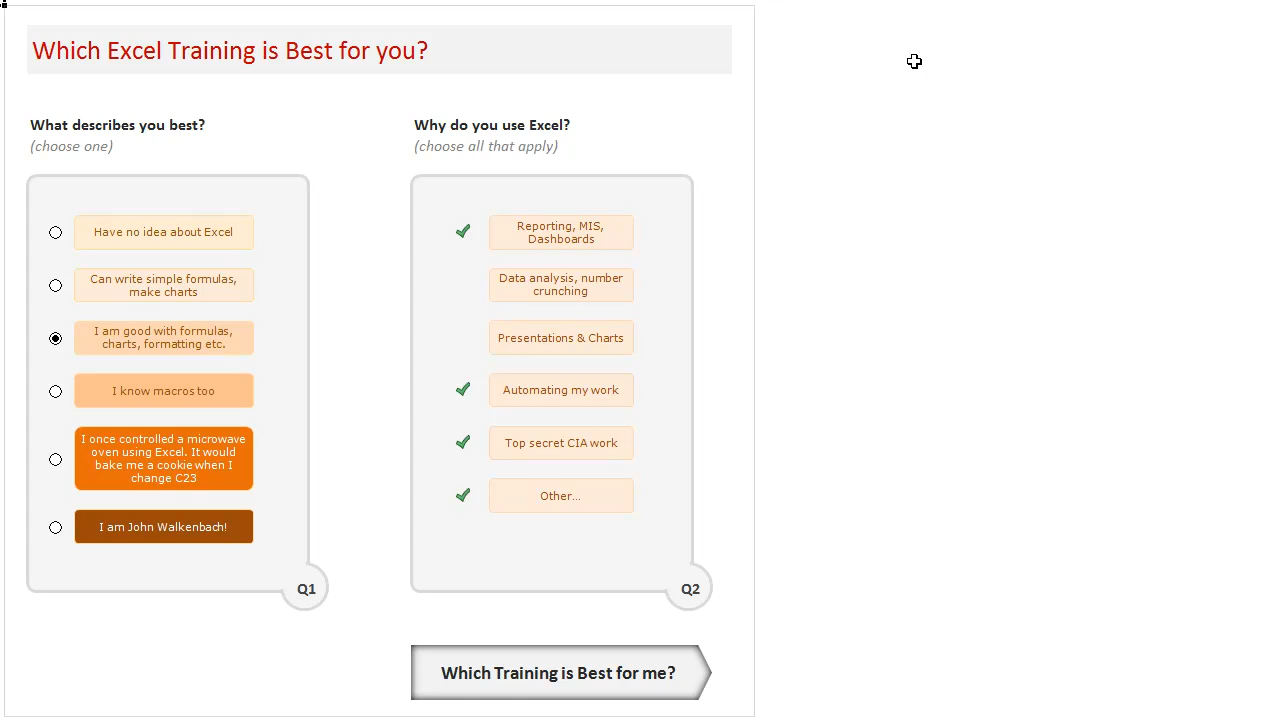 Which Excel Training is Best for you?
What describes you best?
(choose one)
Have no idea about Excel
Can write simple formulas,
make charts
I am good with formulas,
charts, formatting etc.
I know macros too
I once controlled a microwave
oven using Excel. It would
bake me a cookie when I
change C23
I am John Walkenbach!
Q1
Why do you use Excel?
(choose all that apply)
Reporting, MIS,
Dashboards
Data analysis, number
crunching
Presentations & Charts
Automating my work
Top secret CIA work
Other...
Q2
Which Training is Best for me?